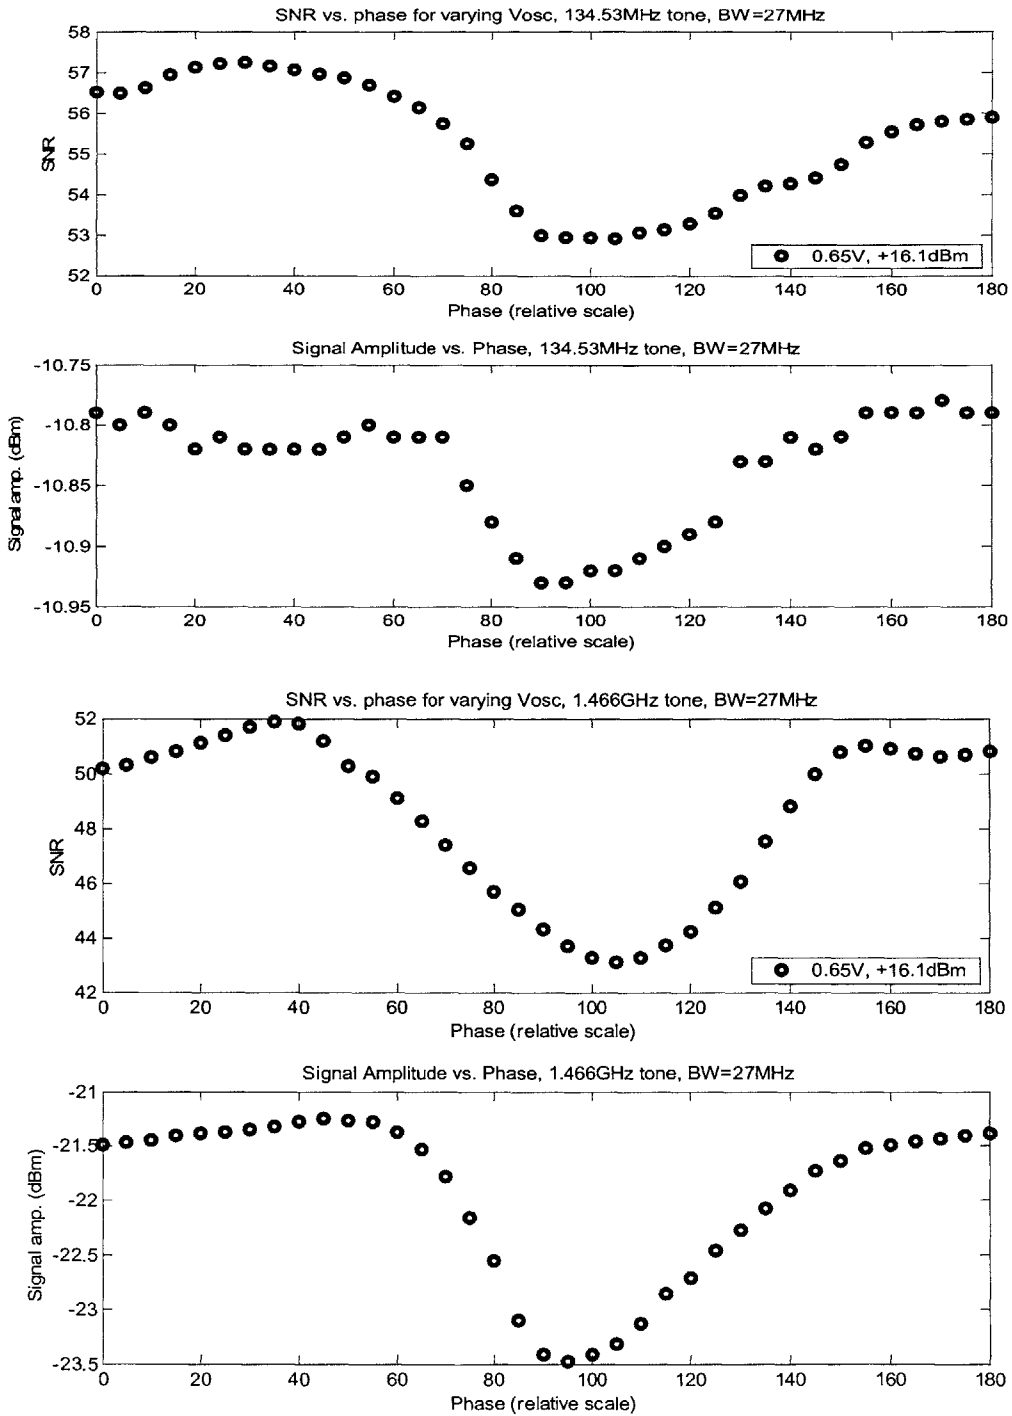 SNR vs. phase for varying Vosc, 134.53MHz tone, BW=27MHz
58
57
56
55
54
53
52
SNR
0.65V, +16.1dBm
0 20 40 60 80 100 120 140 160 180
Phase (relative scale)
Signal Amplitude vs. Phase, 134.53MHz tone, BW=27MHz
-10.75
-10.8
-10.85
-10.9
-10.95
Signal amp. (dBm)
0 20 40 60 80 100 120 140 160 180
Phase (relative scale)
SNR vs. phase for varying Vosc, 1.466GHz tone, BW=27MHz
52
50
48
46
44
42
SNR
0.65V, +16.1dBm
0 20 40 60 80 100 120 140 160 180
Phase (relative scale)
Signal Amplitude vs. Phase, 1.466GHz tone, BW=27MHz
-21
-21.5
-22
-22.5
-23
-23.5
Signal amp. (dBm)
0 20 40 60 80 100 120 140 160 180
Phase (relative scale)